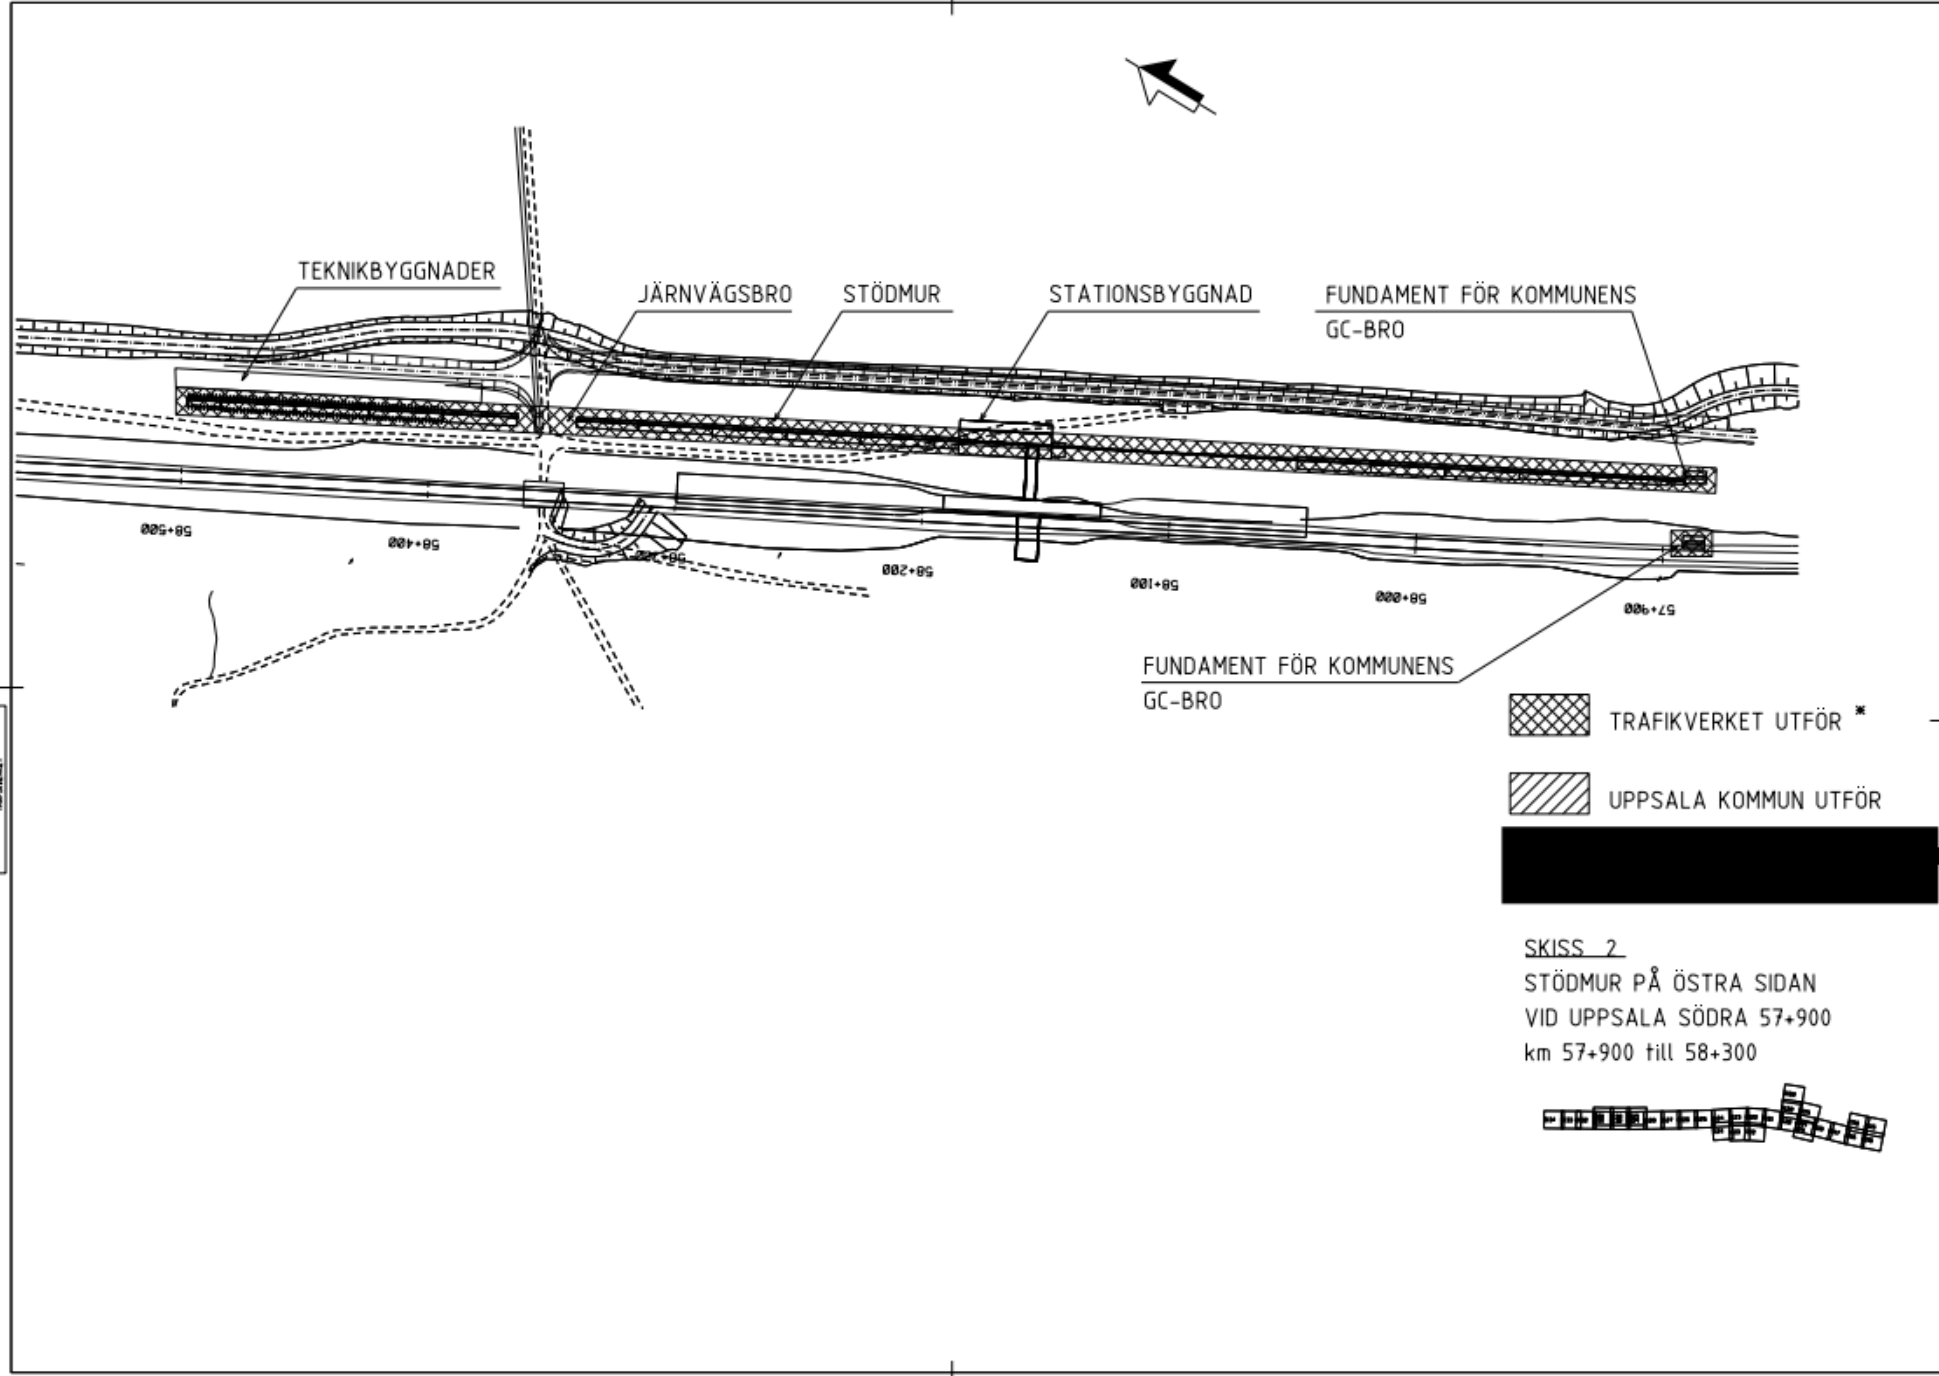 TEKNIKBYGGNADER
JÄRNVÄGSBRO
STÖDMUR
STATIONSBYGGNAD
FUNDAMENT FÖR KOMMUNENS
GC-BRO
58+500
58+400
58+200
58+100
58+000
57+900
FUNDAMENT FÖR KOMMUNENS
GC-BRO
TRAFIKVERKET UTFÖR *
UPPSALA KOMMUN UTFÖR
SKISS 2
STÖDMUR PÅ ÖSTRA SIDAN
VID UPPSALA SÖDRA 57+900
km 57+900 till 58+300